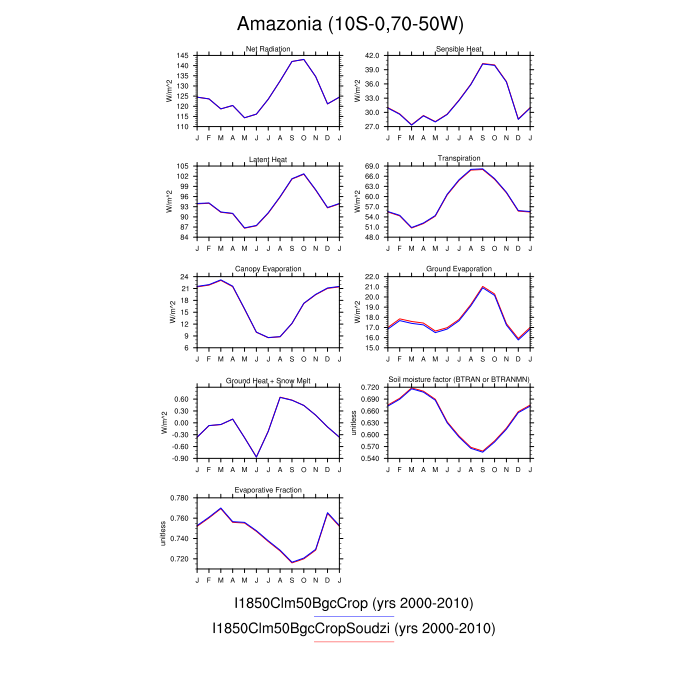 Amazonia (10S-0,70-50W)
Net Radiation
Sensible Heat
W/m^2
145
140
135
130
125
120
115
110
J F M A M J J A S O N D J
W/m^2
42.0
39.0
36.0
33.0
30.0
27.0
J F M A M J J A S O N D J
Latent Heat
Transpiration
W/m^2
105
102
99
96
93
90
87
84
J F M A M J J A S O N D J
W/m^2
69.0
66.0
63.0
60.0
57.0
54.0
51.0
48.0
J F M A M J J A S O N D J
Canopy Evaporation
Ground Evaporation
W/m^2
24
21
18
15
12
9
6
J F M A M J J A S O N D J
W/m^2
22.0
21.0
20.0
19.0
18.0
17.0
16.0
15.0
J F M A M J J A S O N D J
Ground Heat + Snow Melt
Soil moisture factor (BTRAN or BTRANMN)
W/m^2
0.60
0.30
0.00
-0.30
-0.60
-0.90
J F M A M J J A S O N D J
unitless
0.720
0.690
0.660
0.630
0.600
0.570
0.540
J F M A M J J A S O N D J
Evaporative Fraction
unitless
0.780
0.760
0.740
0.720
J F M A M J J A S O N D J
I1850Clm50BgcCrop (yrs 2000-2010)
I1850Clm50BgcCropSoudzi (yrs 2000-2010)